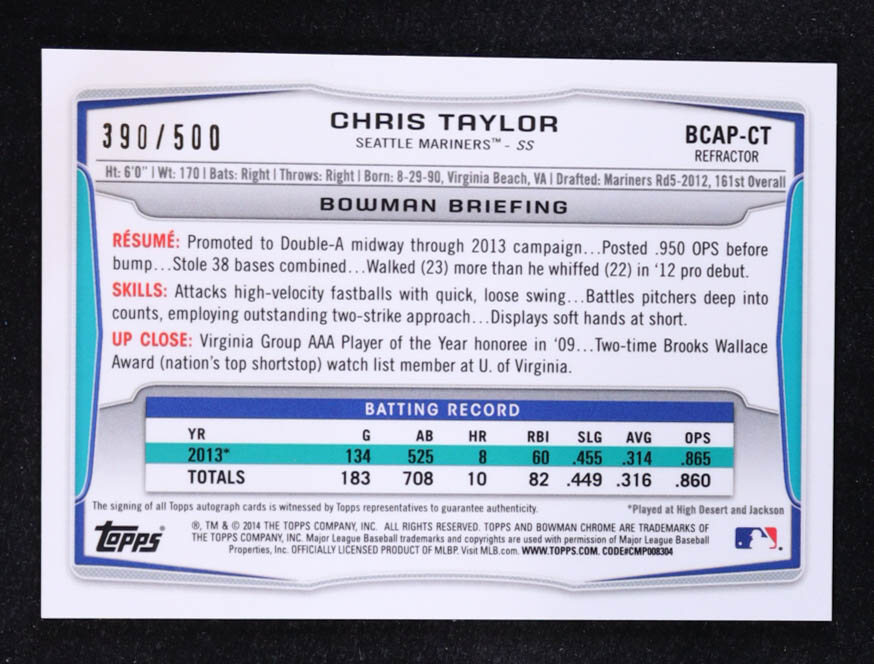 390/500
CHRIS TAYLOR
SEATTLE MARINERS™ - SS
BCAP-CT
REFRACTOR
Ht: 6'0" | Wt: 170 | Bats: Right | Throws: Right | Born: 8-29-90, Virginia Beach, VA | Drafted: Mariners Rd5-2012, 161st Overall
BOWMAN BRIEFING
RÉSUMÉ: Promoted to Double-A midway through 2013 campaign...Posted .950 OPS before
bump...Stole 38 bases combined...Walked (23) more than he whiffed (22) in '12 pro debut.
SKILLS: Attacks high-velocity fastballs with quick, loose swing...Battles pitchers deep into
counts, employing outstanding two-strike approach...Displays soft hands at short.
UP CLOSE: Virginia Group AAA Player of the Year honoree in '09...Two-time Brooks Wallace
Award (nation's top shortstop) watch list member at U. of Virginia.
BATTING RECORD
YR G AB HR RBI SLG AVG OPS
2013* 134 525 8 60 .455 .314 .865
TOTALS 183 708 10 82 .449 .316 .860
The signing of all Topps autograph cards is witnessed by Topps representatives to guarantee authenticity. *Played at High Desert and Jackson
Topps®
®, TM & © 2014 THE TOPPS COMPANY, INC. ALL RIGHTS RESERVED. TOPPS AND BOWMAN CHROME ARE TRADEMARKS OF
THE TOPPS COMPANY, INC. Major League Baseball trademarks and copyrights are used with permission of Major League Baseball
Properties, Inc. OFFICIALLY LICENSED PRODUCT OF MLBP. Visit MLB.com. WWW.TOPPS.COM. CODE#CMP008304